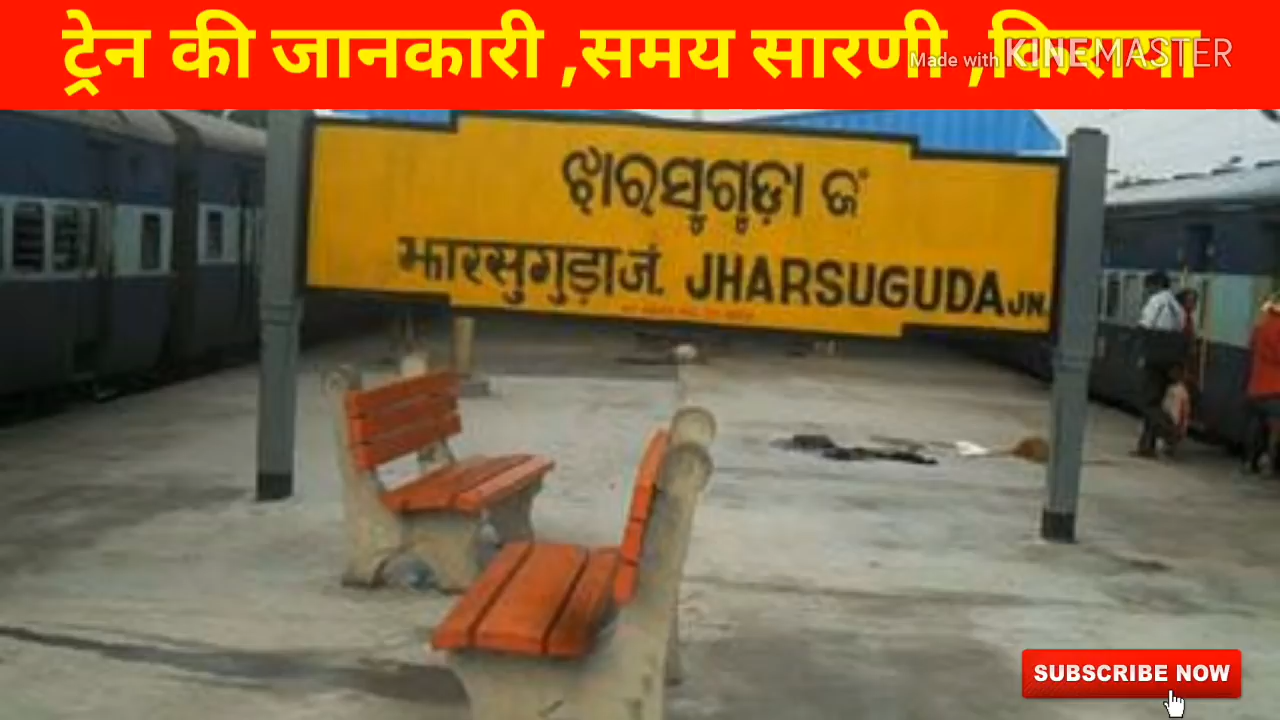 ट्रेन की जानकारी ,समय सारणी ,किराया
Made with KINEMASTER
ଝାରସୁଗୁଡ଼ା ଜଂ
झारसुगुड़ा जं. JHARSUGUDA JN.
SUBSCRIBE NOW